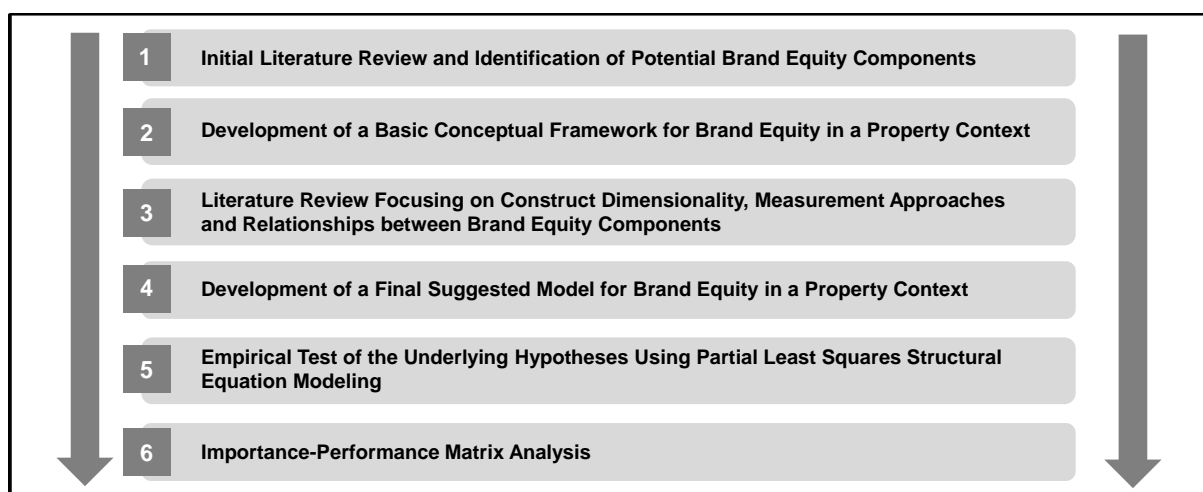 1 Initial Literature Review and Identification of Potential Brand Equity Components
2 Development of a Basic Conceptual Framework for Brand Equity in a Property Context
3 Literature Review Focusing on Construct Dimensionality, Measurement Approaches
and Relationships between Brand Equity Components
4 Development of a Final Suggested Model for Brand Equity in a Property Context
5 Empirical Test of the Underlying Hypotheses Using Partial Least Squares Structural
Equation Modeling
6 Importance-Performance Matrix Analysis